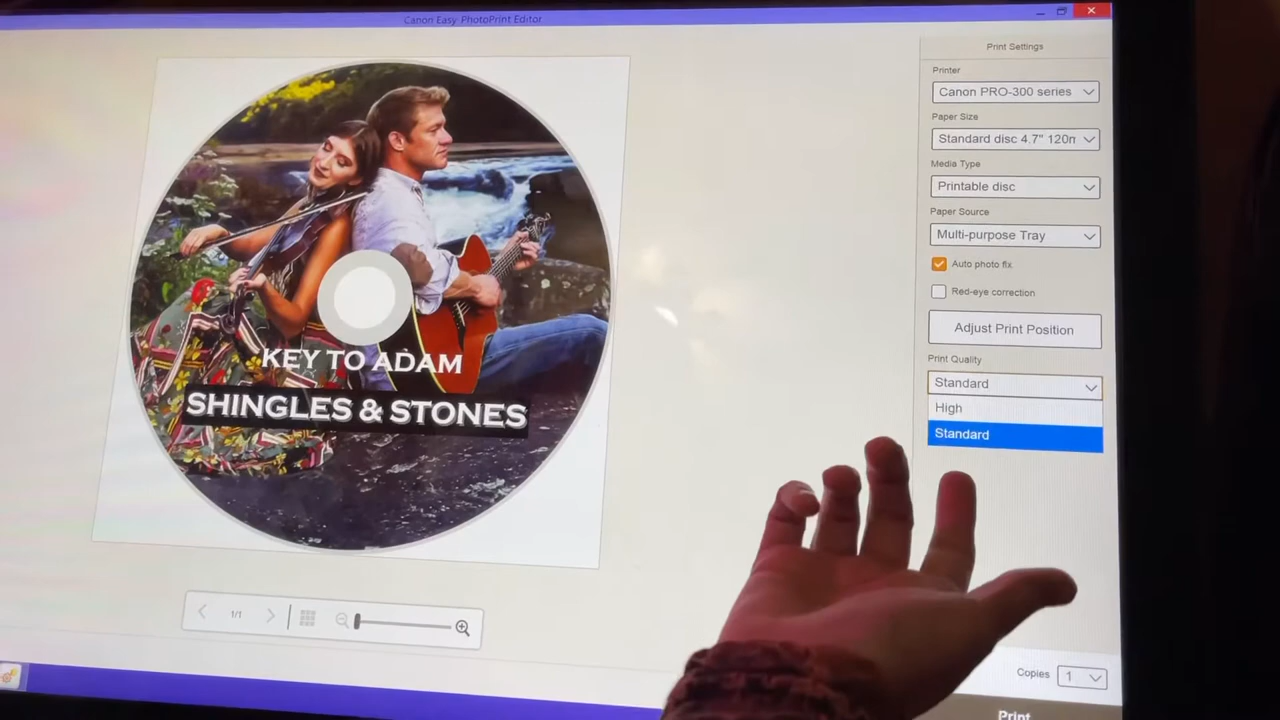 Canon Easy-PhotoPrint Editor
Print Settings
Printer
Canon PRO-300 series
Paper Size
Standard disc 4.7" 120m
Media Type
Printable disc
Paper Source
Multi-purpose Tray
Auto photo fix
Red-eye correction
Adjust Print Position
Print Quality
Standard
High
Standard
KEY TO ADAM
SHINGLES & STONES
1/1
Copies
1
Print